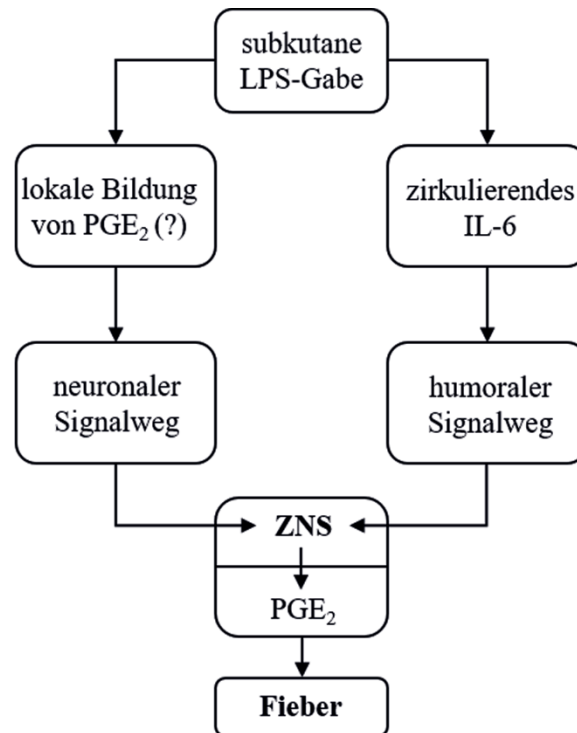 subkutane
LPS-Gabe
lokale Bildung
von PGE₂ (?)
zirkulierendes
IL-6
neuronaler
Signalweg
humoraler
Signalweg
ZNS
PGE₂
Fieber